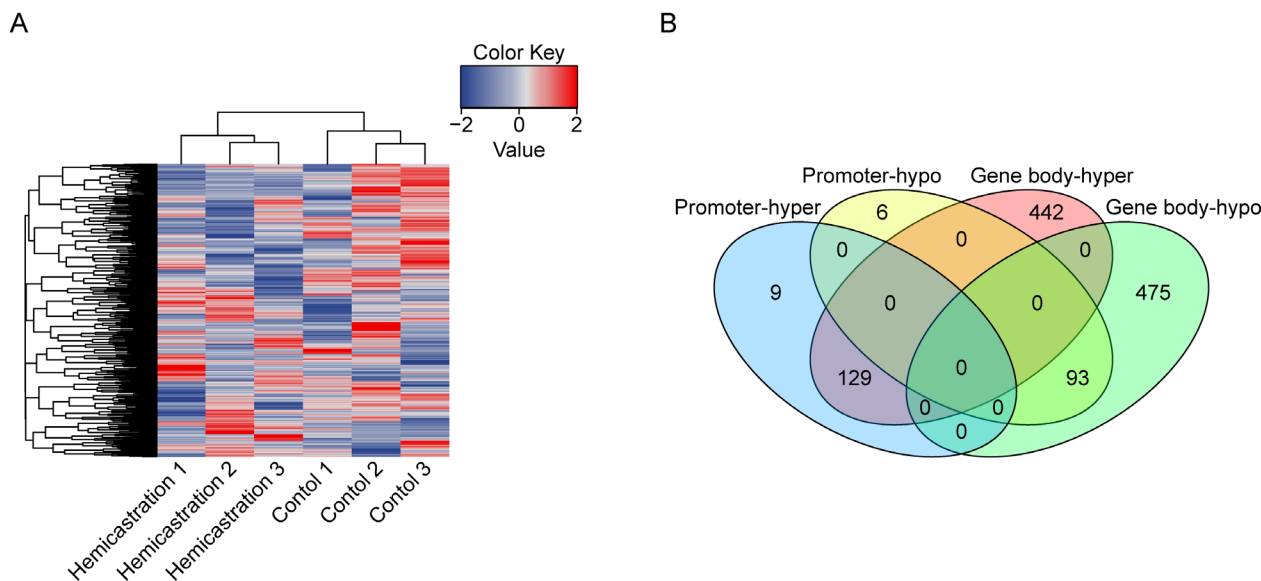 A
Color Key
−2 0 2
Value
Hemicastration 1
Hemicastration 2
Hemicastration 3
Contol 1
Contol 2
Contol 3
B
Promoter-hypo Gene body-hyper
Promoter-hyper Gene body-hypo
6 442
0 0 0
9 0 0 475
129 0 93
0 0
0